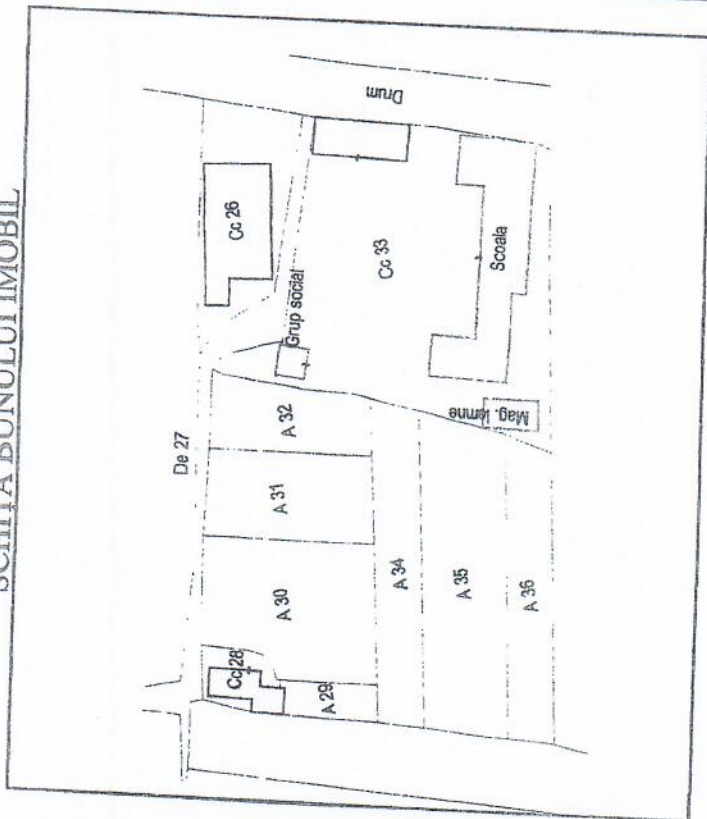 SCHIȚA BUNULUI IMOBIL
Drum
Cc 26
Cc 33
Scoala
Grup social
Mag. lemne
De 27
A 32
A 31
A 30
A 34
A 35
A 36
Cc 28
A 29